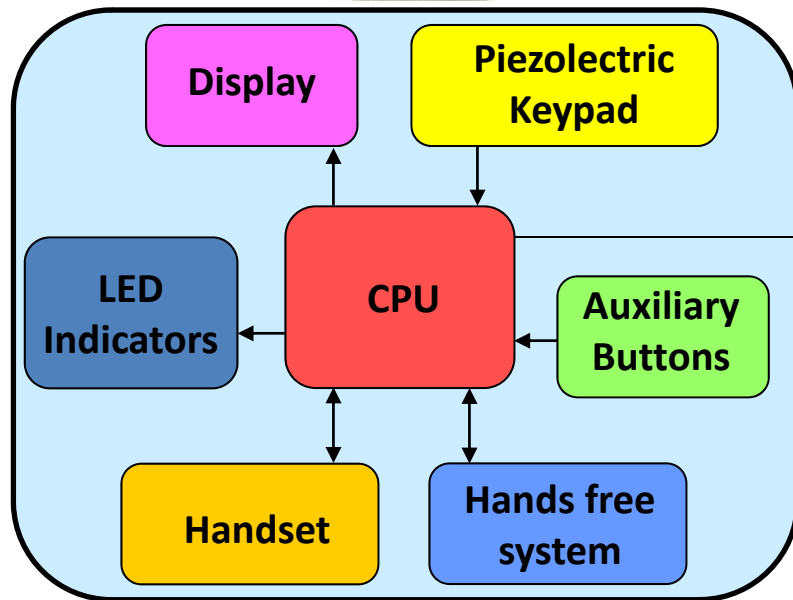 Display
Piezolectric
Keypad
LED
Indicators
CPU
Auxiliary
Buttons
Handset
Hands free
system